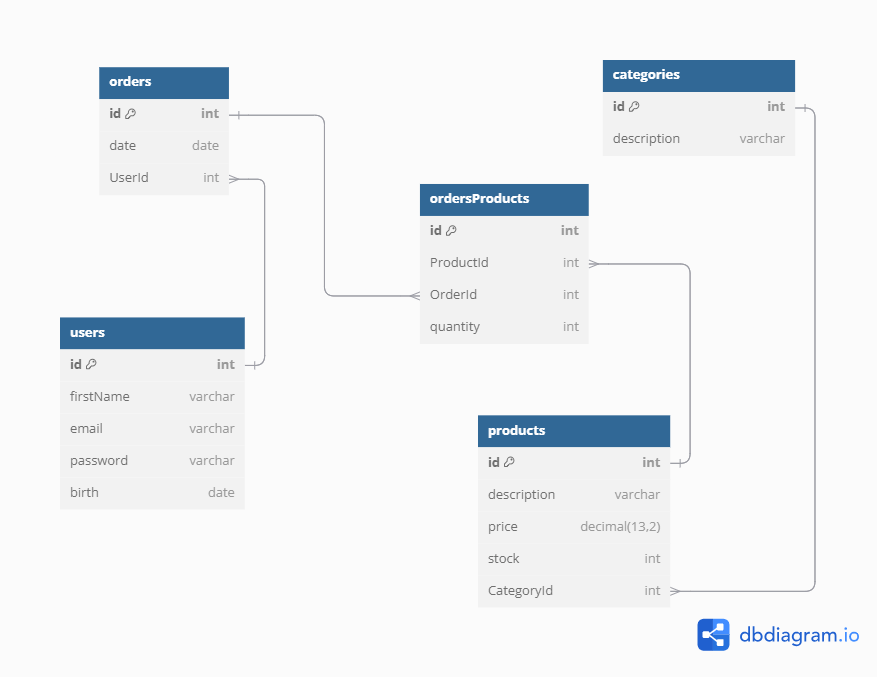 orders
id int
date date
UserId int
categories
id int
description varchar
ordersProducts
id int
ProductId int
OrderId int
quantity int
users
id int
firstName varchar
email varchar
password varchar
birth date
products
id int
description varchar
price decimal(13,2)
stock int
CategoryId int
dbdiagram.io